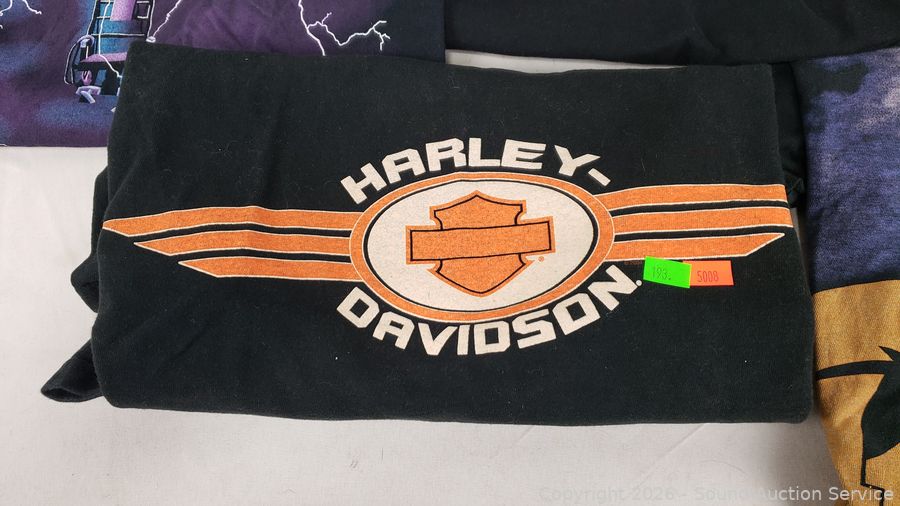 HARLEY-
DAVIDSON.
193.
5008
Copyright 2026 - Sound Auction Service